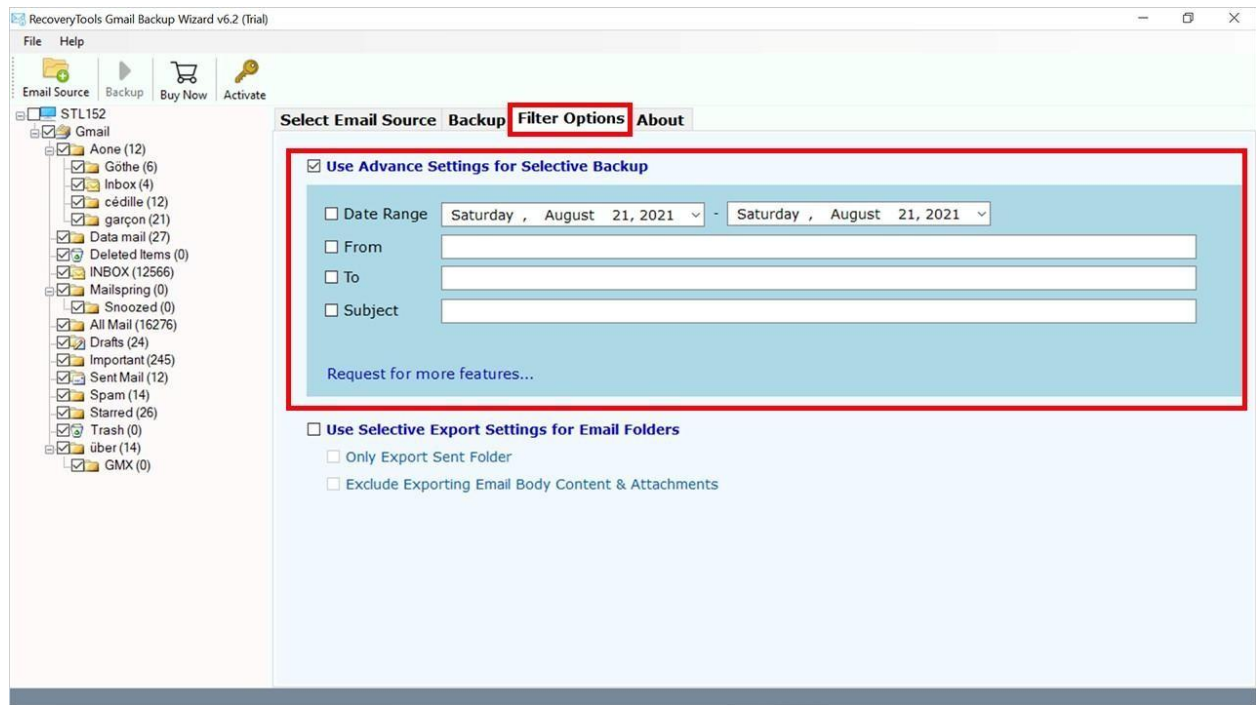 RecoveryTools Gmail Backup Wizard v6.2 (Trial)
File Help
Email Source Backup Buy Now Activate
STL152
Gmail
Aone (12)
Göthe (6)
Inbox (4)
cédille (12)
garçon (21)
Data mail (27)
Deleted Items (0)
INBOX (12566)
Mailspring (0)
Snoozed (0)
All Mail (16276)
Drafts (24)
Important (245)
Sent Mail (12)
Spam (14)
Starred (26)
Trash (0)
über (14)
GMX (0)
Select Email Source Backup Filter Options About
Use Advance Settings for Selective Backup
Date Range Saturday , August 21, 2021 - Saturday , August 21, 2021
From
To
Subject
Request for more features...
Use Selective Export Settings for Email Folders
Only Export Sent Folder
Exclude Exporting Email Body Content & Attachments